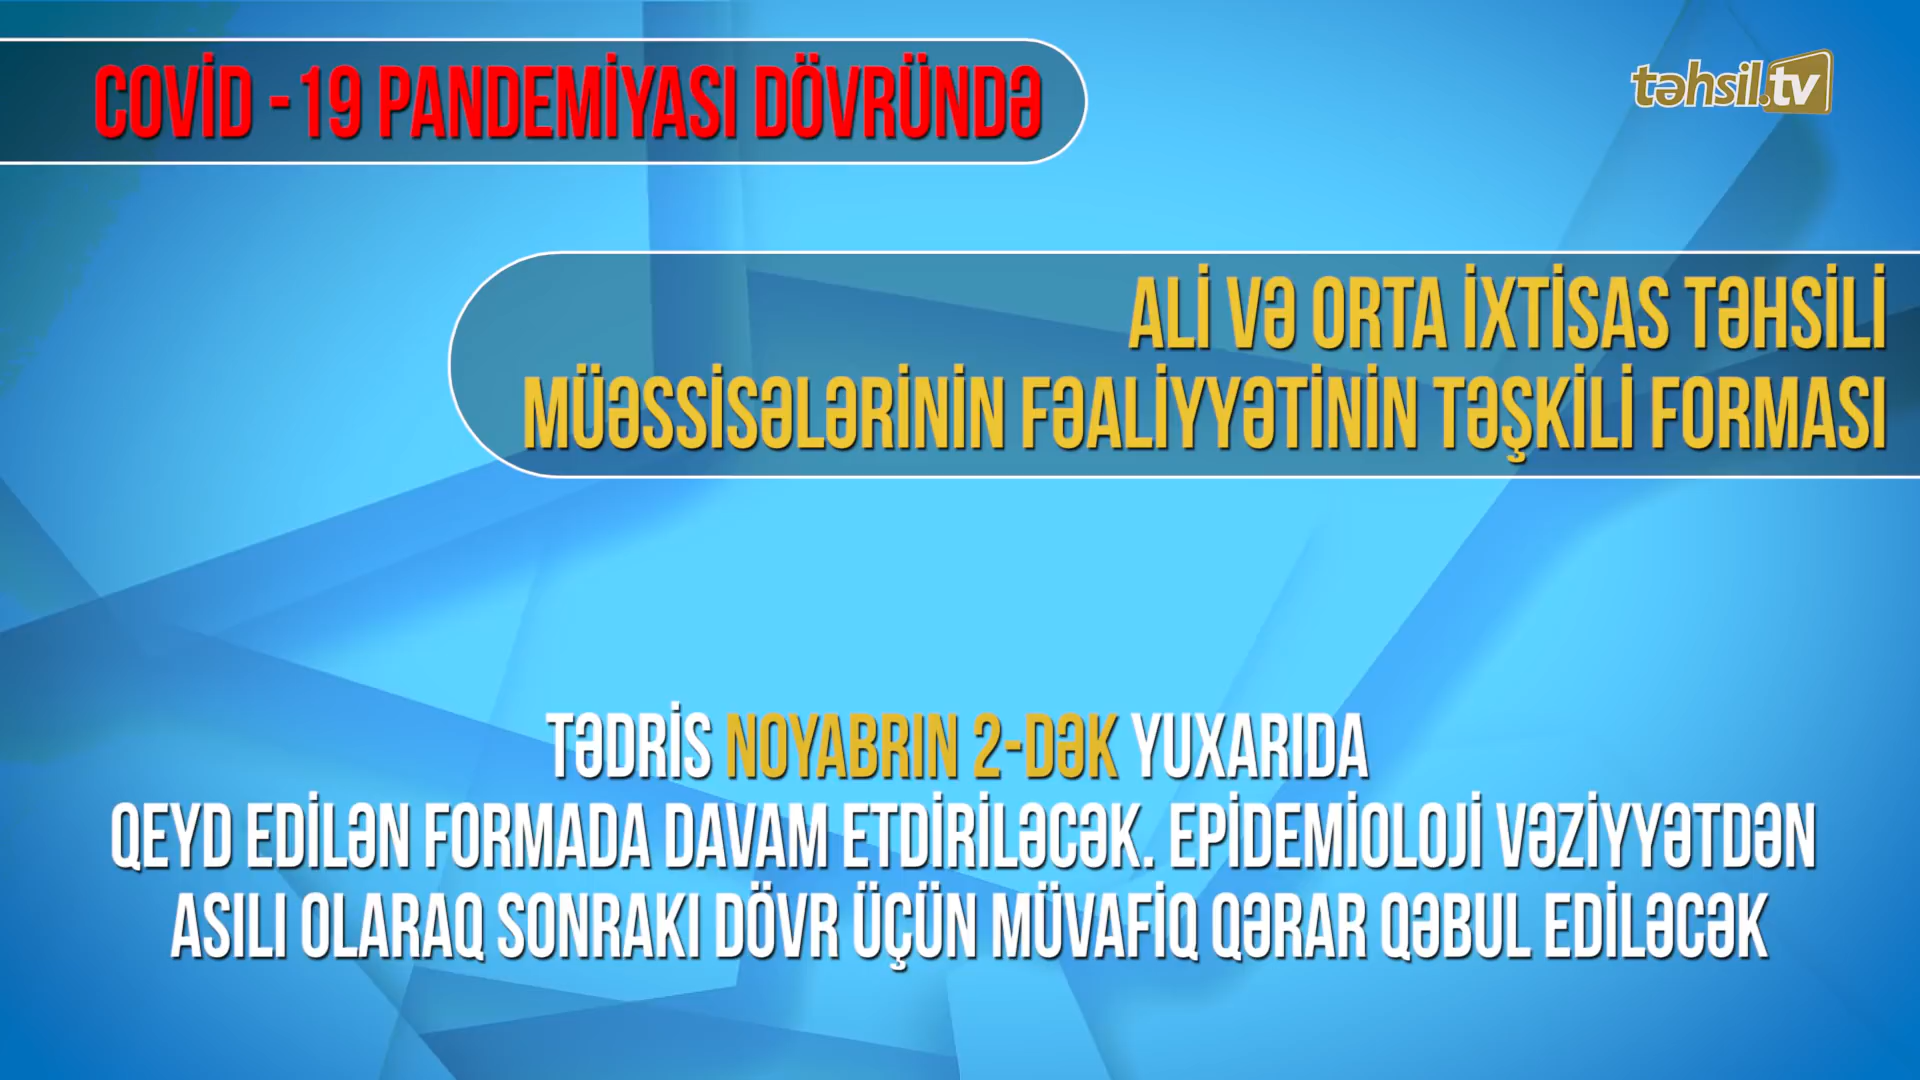 COVİD -19 PANDEMİYASI DÖVRÜNDƏ
təhsil.tv
ALİ VƏ ORTA İXTİSAS TƏHSİLİ
MÜƏSSİSƏLƏRİNİN FƏALİYYƏTİNİN TƏŞKİLİ FORMASI
TƏDRİS NOYABRIN 2-DƏK YUXARIDA
QEYD EDİLƏN FORMADA DAVAM ETDİRİLƏCƏK. EPİDEMİOLOJİ VƏZİYYƏTDƏN
ASILI OLARAQ SONRAKI DÖVR ÜÇÜN MÜVAFİQ QƏRAR QƏBUL EDİLƏCƏK